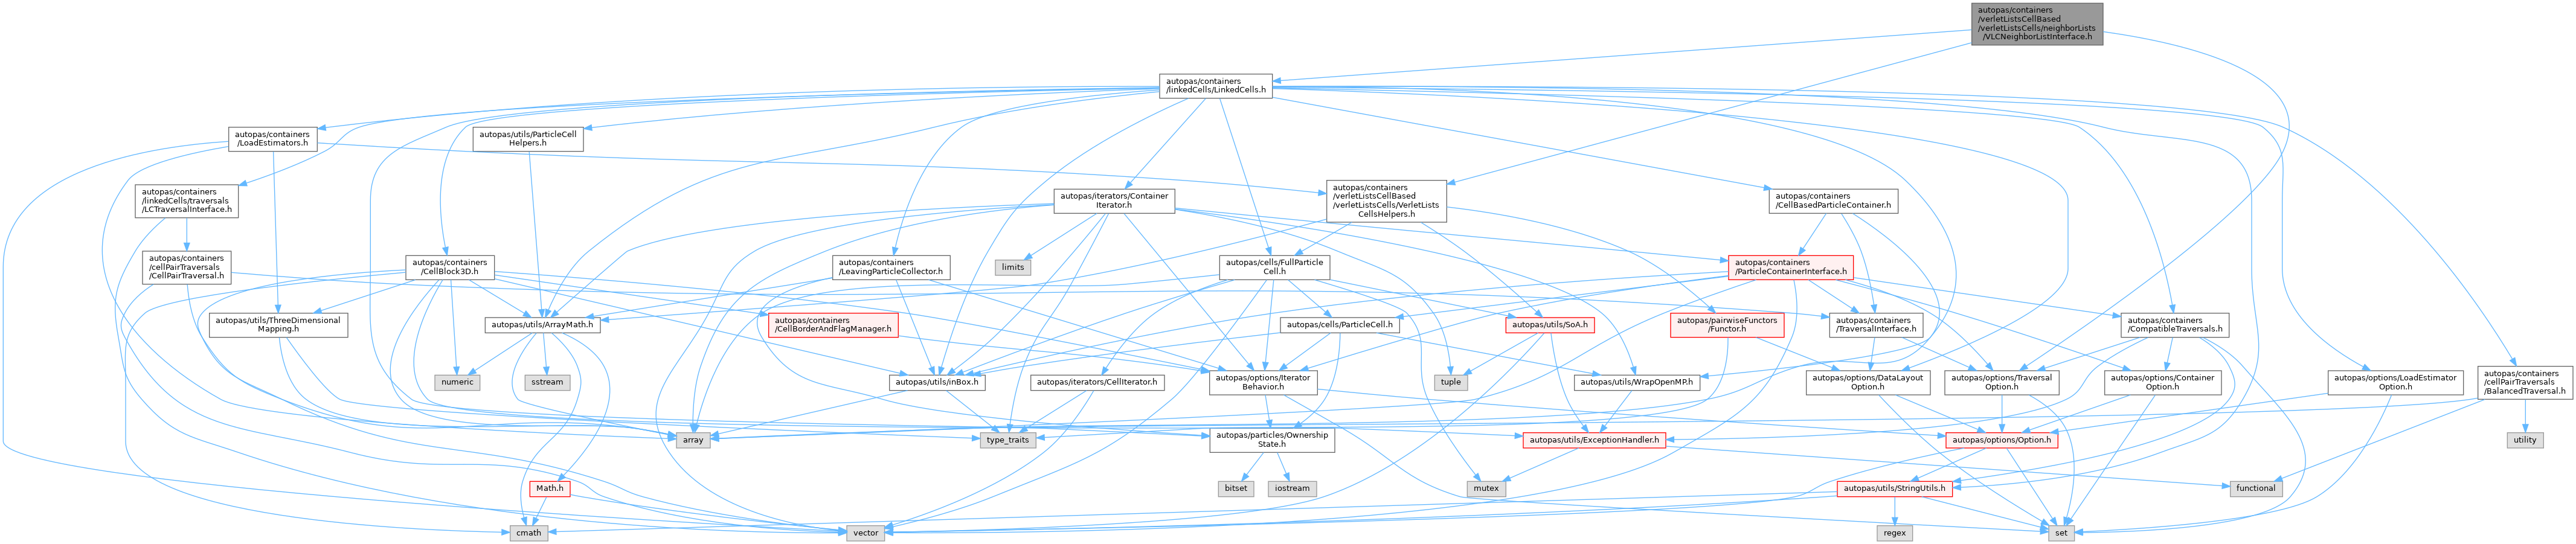 autopas/containers
/verletListsCellBased
/verletListsCells/neighborLists
/VLCNeighborListInterface.h
autopas/containers
/linkedCells/LinkedCells.h
autopas/containers
/LoadEstimators.h
autopas/utils/ParticleCell
Helpers.h
autopas/containers
/linkedCells/traversals
/LCTraversalInterface.h
autopas/iterators/Container
Iterator.h
autopas/containers
/verletListsCellBased
/verletListsCells/VerletLists
CellsHelpers.h
autopas/containers
/CellBasedParticleContainer.h
autopas/containers
/cellPairTraversals
/CellPairTraversal.h
autopas/containers
/CellBlock3D.h
autopas/containers
/LeavingParticleCollector.h
limits
autopas/cells/FullParticle
Cell.h
autopas/containers
/ParticleContainerInterface.h
autopas/utils/ThreeDimensional
Mapping.h
autopas/utils/ArrayMath.h
autopas/containers
/CellBorderAndFlagManager.h
autopas/cells/ParticleCell.h
autopas/utils/SoA.h
autopas/pairwiseFunctors
/Functor.h
autopas/containers
/TraversalInterface.h
autopas/containers
/CompatibleTraversals.h
numeric
sstream
autopas/utils/inBox.h
autopas/iterators/CellIterator.h
autopas/options/Iterator
Behavior.h
tuple
autopas/utils/WrapOpenMP.h
autopas/options/DataLayout
Option.h
autopas/options/Traversal
Option.h
autopas/options/Container
Option.h
autopas/options/LoadEstimator
Option.h
autopas/containers
/cellPairTraversals
/BalancedTraversal.h
array
type_traits
autopas/particles/Ownership
State.h
autopas/utils/ExceptionHandler.h
autopas/options/Option.h
utility
Math.h
bitset
iostream
mutex
autopas/utils/StringUtils.h
functional
cmath
vector
regex
set